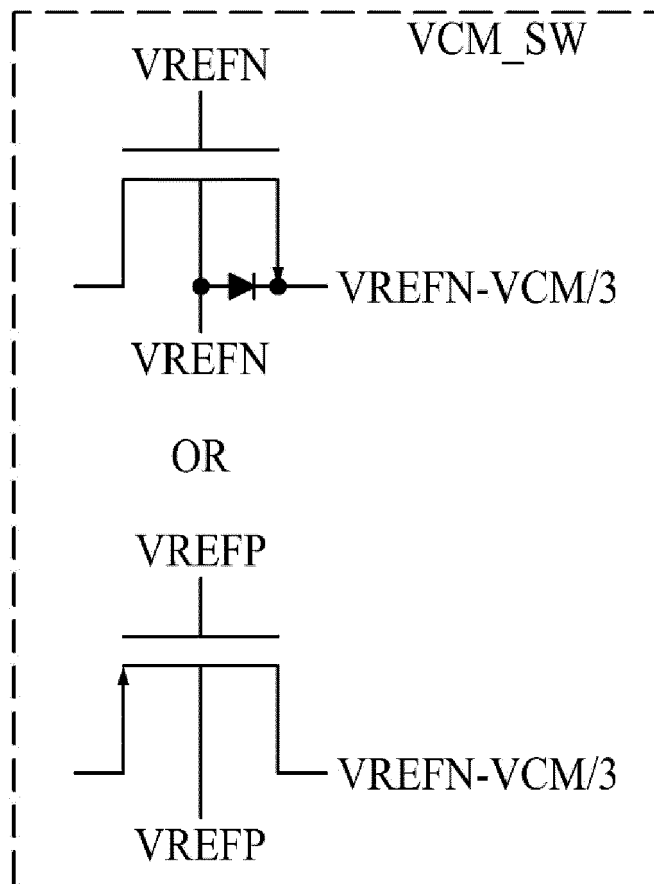 VCM_SW
VREFN
VREFN-VCM/3
VREFN
OR
VREFP
VREFN-VCM/3
VREFP